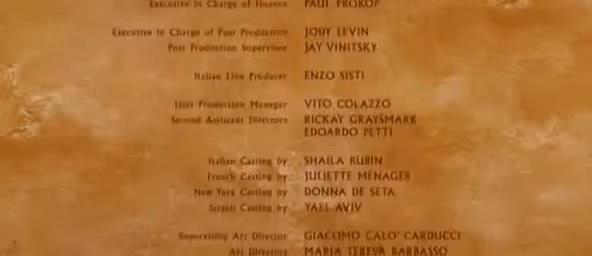 Executive in Charge of Finance PAUL PROKOP
Executive in Charge of Post Production JODY LEVIN
Post Production Supervisor JAY VINITSKY
Italian Line Producer ENZO SISTI
Unit Production Manager VITO COLAZZO
Second Assistant Directors RICKAY GRAYSMARK
EDOARDO PETTI
Italian Casting by SHAILA RUBIN
French Casting by JULIETTE MENAGER
New York Casting by DONNA DE SETA
Israeli Casting by YAEL AVIV
Supervising Art Director GIACOMO CALO' CARDUCCI
Art Director MARIA TERESA BARBASSO